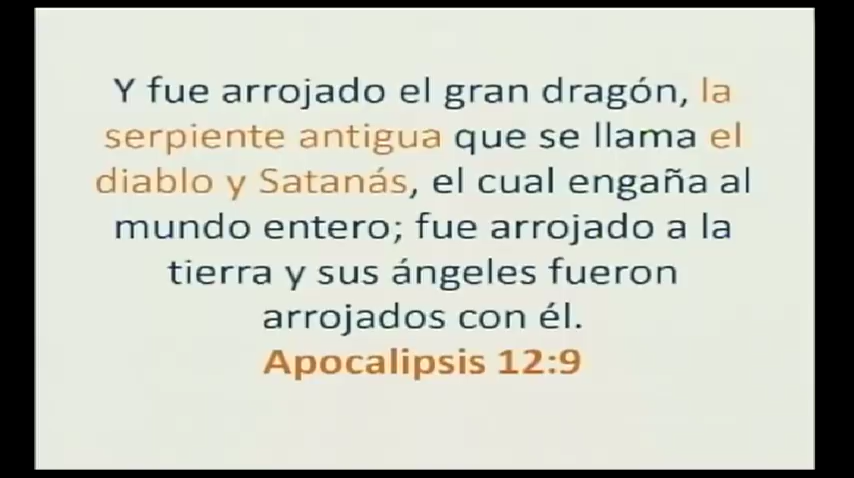 Y fue arrojado el gran dragón, la
serpiente antigua que se llama el
diablo y Satanás, el cual engaña al
mundo entero; fue arrojado a la
tierra y sus ángeles fueron
arrojados con él.
Apocalipsis 12:9